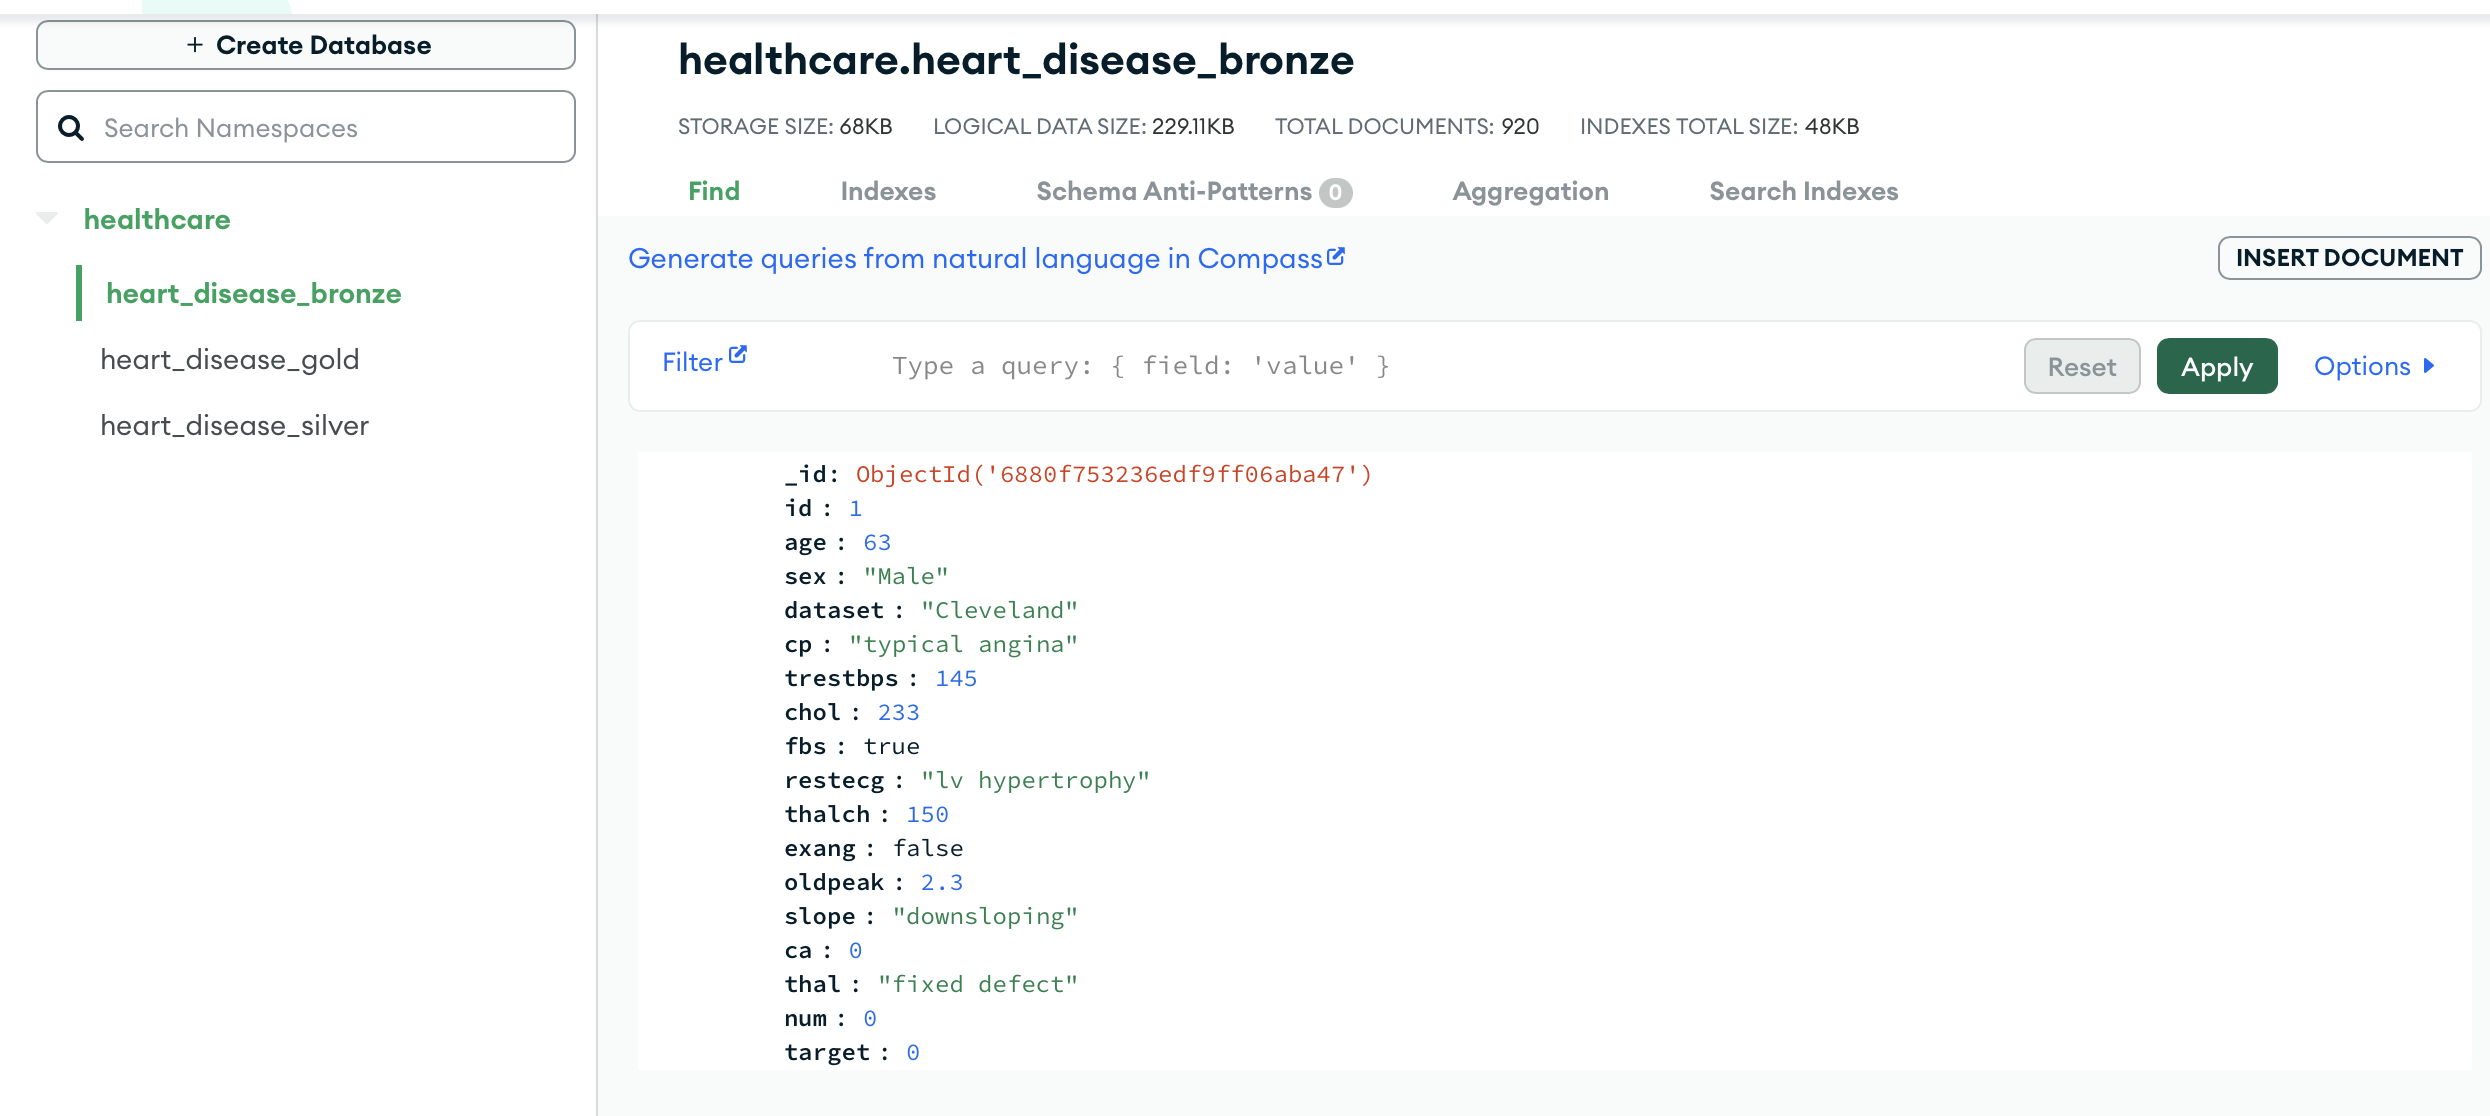 + Create Database
Search Namespaces
healthcare
heart_disease_bronze
heart_disease_gold
heart_disease_silver
healthcare.heart_disease_bronze
STORAGE SIZE: 68KB LOGICAL DATA SIZE: 229.11KB TOTAL DOCUMENTS: 920 INDEXES TOTAL SIZE: 48KB
Find Indexes Schema Anti-Patterns 0 Aggregation Search Indexes
Generate queries from natural language in Compass
INSERT DOCUMENT
Filter Type a query: { field: 'value' } Reset Apply Options
_id: ObjectId('6880f753236edf9ff06aba47')
id : 1
age : 63
sex : "Male"
dataset : "Cleveland"
cp : "typical angina"
trestbps : 145
chol : 233
fbs : true
restecg : "lv hypertrophy"
thalch : 150
exang : false
oldpeak : 2.3
slope : "downsloping"
ca : 0
thal : "fixed defect"
num : 0
target : 0